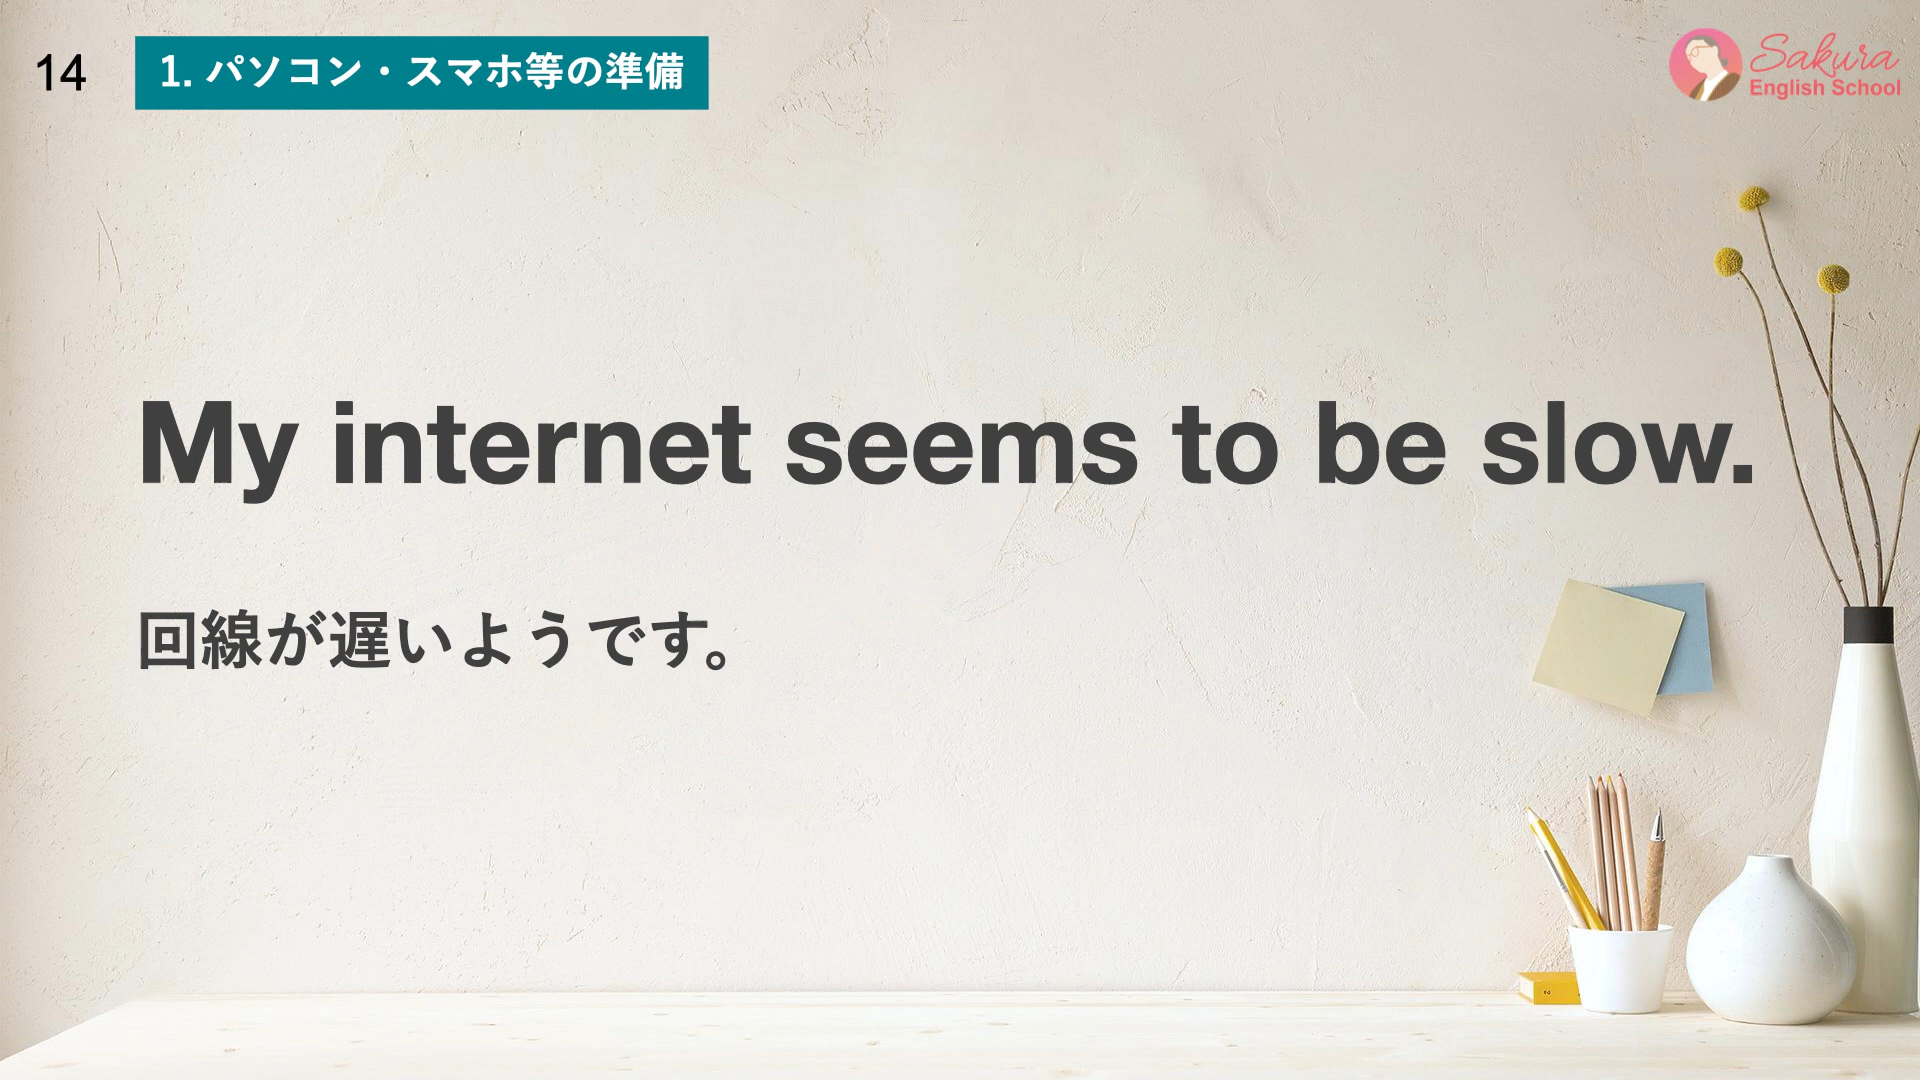 14
1. パソコン・スマホ等の準備
Sakura
English School
My internet seems to be slow.
回線が遅いようです。